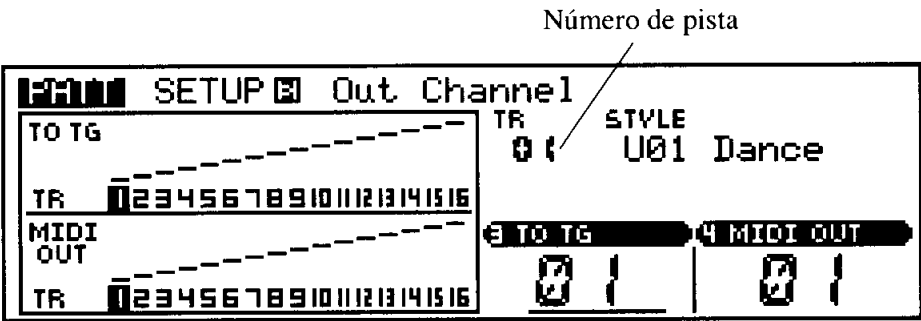 Número de pista
PATT SETUP Out Channel
TR STYLE
01 U01 Dance
TO TG
TR 1 2 3 4 5 6 7 8 9 10 11 12 13 14 15 16
MIDI OUT
TR 1 2 3 4 5 6 7 8 9 10 11 12 13 14 15 16
3 TO TG 4 MIDI OUT
01 01